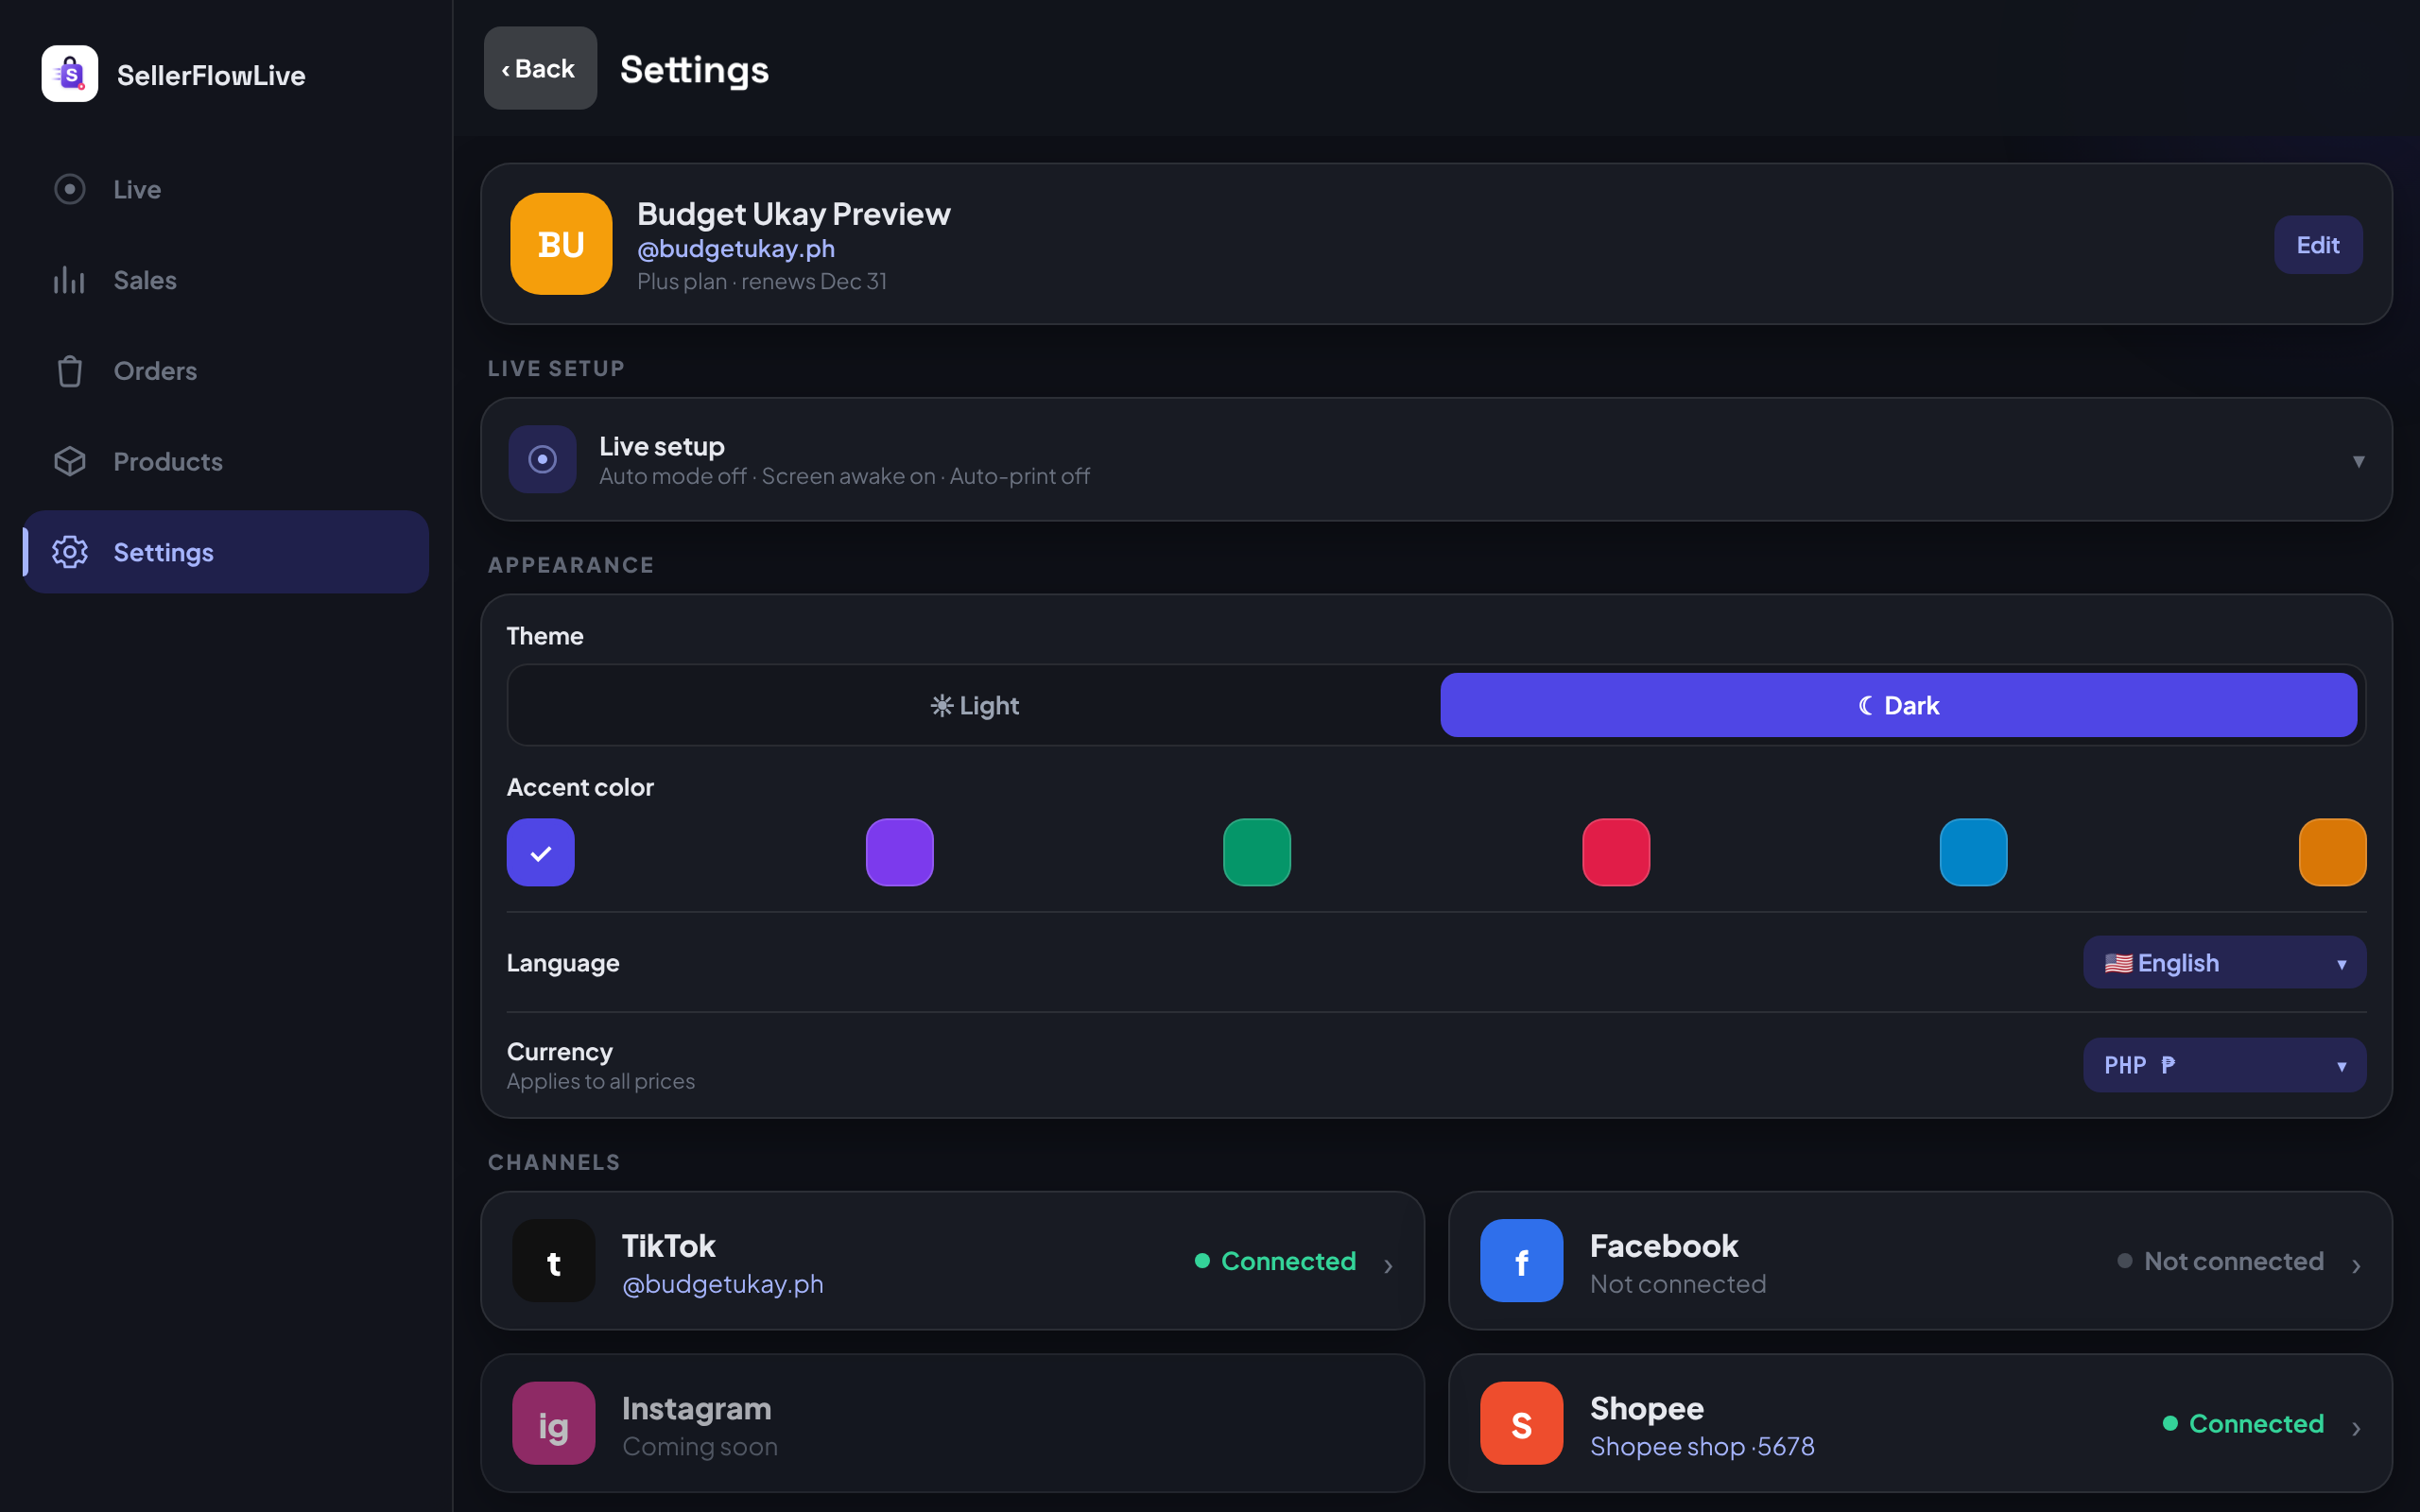 SellerFlowLive
Live
Sales
Orders
Products
Settings
‹ Back
Settings
BU
Budget Ukay Preview
@budgetukay.ph
Plus plan · renews Dec 31
Edit
LIVE SETUP
Live setup
Auto mode off · Screen awake on · Auto-print off
APPEARANCE
Theme
☀ Light
☾ Dark
Accent color
Language
🇺🇸 English
Currency
Applies to all prices
PHP ₱
CHANNELS
t
TikTok
@budgetukay.ph
Connected
f
Facebook
Not connected
Not connected
ig
Instagram
Coming soon
S
Shopee
Shopee shop ·5678
Connected